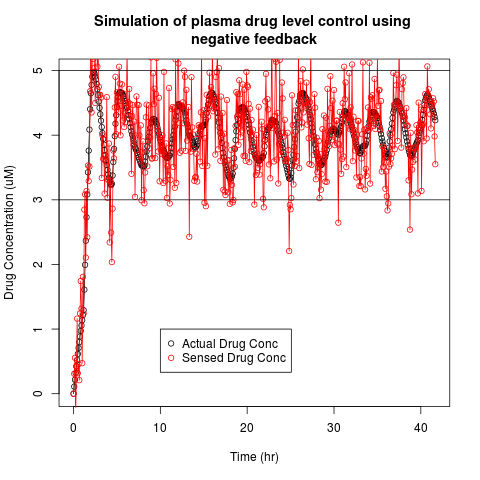 Simulation of plasma drug level control using
negative feedback
Drug Concentration (uM)
5
4
3
2
1
0
Actual Drug Conc
Sensed Drug Conc
0 10 20 30 40
Time (hr)